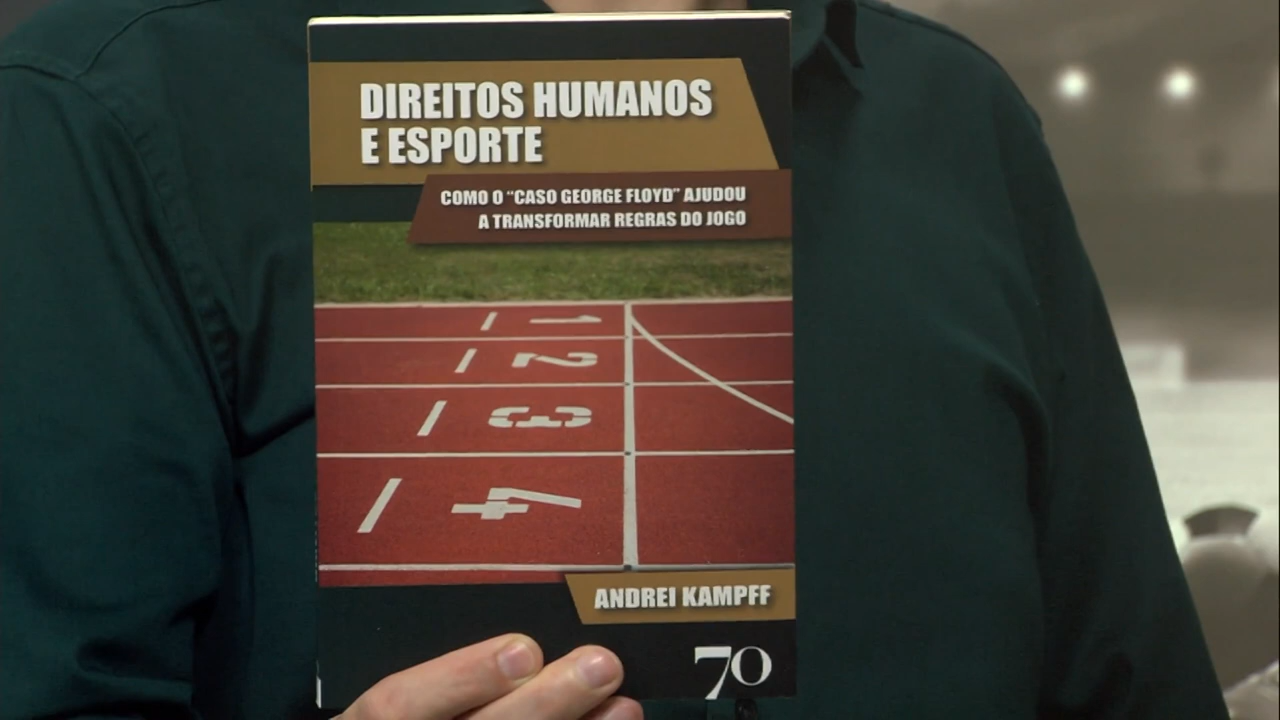 DIREITOS HUMANOS
E ESPORTE
COMO O “CASO GEORGE FLOYD” AJUDOU
A TRANSFORMAR REGRAS DO JOGO
1
2
3
4
ANDREI KAMPFF
70